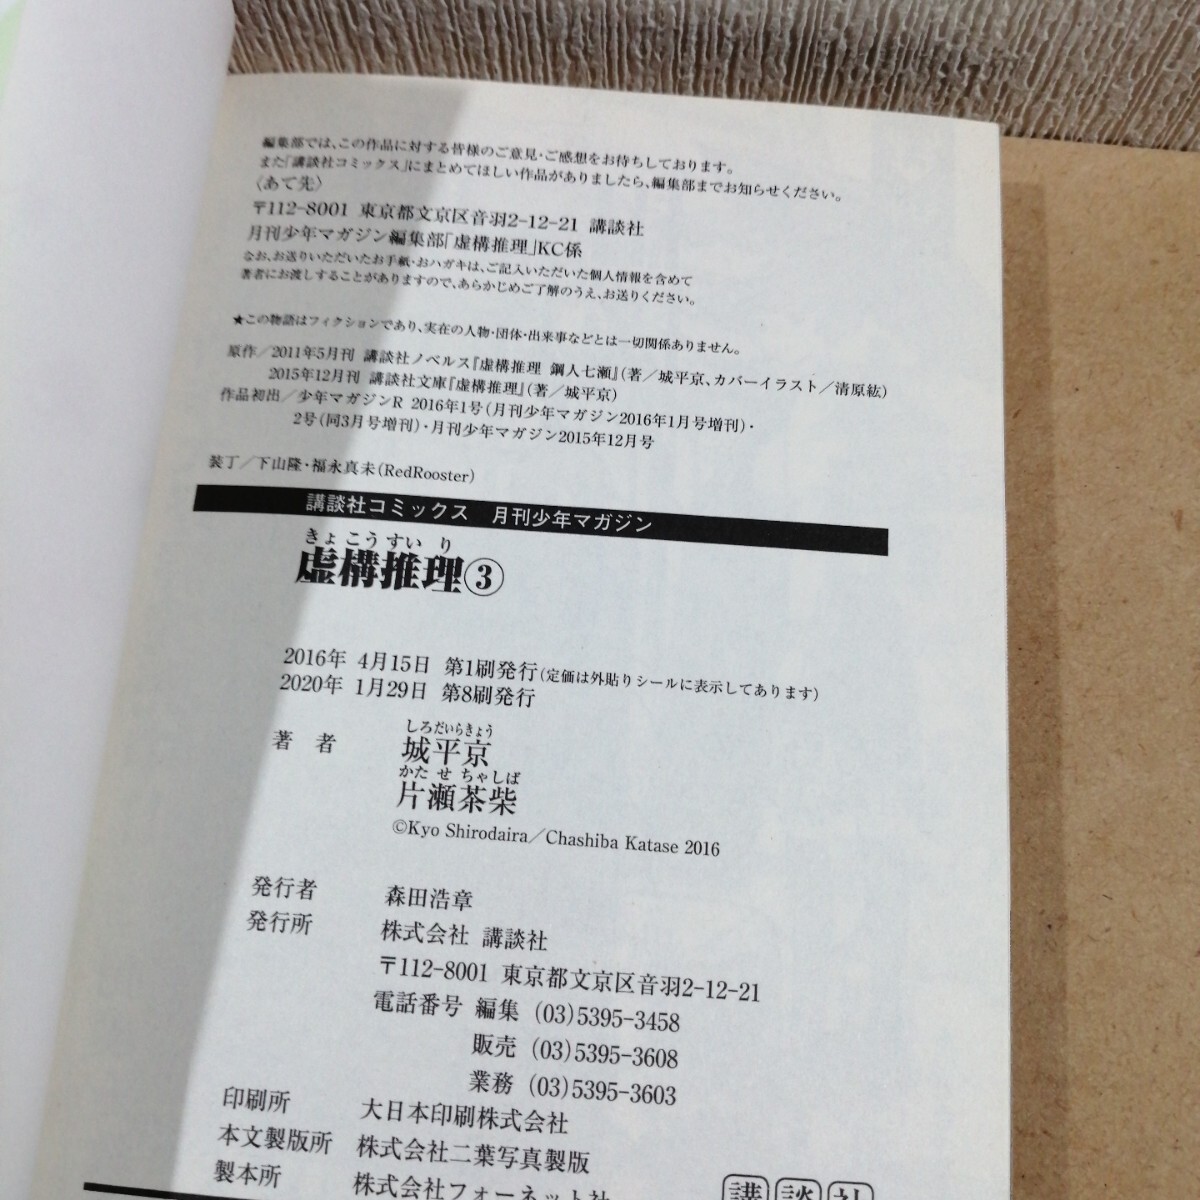 編集部では、この作品に対する皆様のご意見・ご感想をお待ちしております。
また「講談社コミックス」にまとめてほしい作品がありましたら、編集部までお知らせください。
〈あて先〉
〒112-8001 東京都文京区音羽2-12-21 講談社
月刊少年マガジン編集部「虚構推理」KC係
なお、お送りいただいたお手紙・おハガキは、ご記入いただいた個人情報を含めて
著者にお渡しすることがありますので、あらかじめご了解のうえ、お送りください。
★この物語はフィクションであり、実在の人物・団体・出来事などとは一切関係ありません。
原作／2011年5月刊 講談社ノベルス『虚構推理 鋼人七瀬』(著／城平京、カバーイラスト／清原紘)
2015年12月刊 講談社文庫『虚構推理』(著／城平京)
作品初出／少年マガジンR 2016年1号(月刊少年マガジン2016年1月号増刊)・
2号(同3月号増刊)・月刊少年マガジン2015年12月号
装丁／下山隆・福永真未(RedRooster)
講談社コミックス 月刊少年マガジン
きょこうすいり
虚構推理③
2016年 4月15日 第1刷発行(定価は外貼りシールに表示してあります)
2020年 1月29日 第8刷発行
しろだいらきょう
著者 城平京
かたせちゃしば
片瀬茶柴
©Kyo Shirodaira／Chashiba Katase 2016
発行者 森田浩章
発行所 株式会社 講談社
〒112-8001 東京都文京区音羽2-12-21
電話番号 編集 (03)5395-3458
販売 (03)5395-3608
業務 (03)5395-3603
印刷所 大日本印刷株式会社
本文製版所 株式会社二葉写真製版
製本所 株式会社フォーネット社
講談社